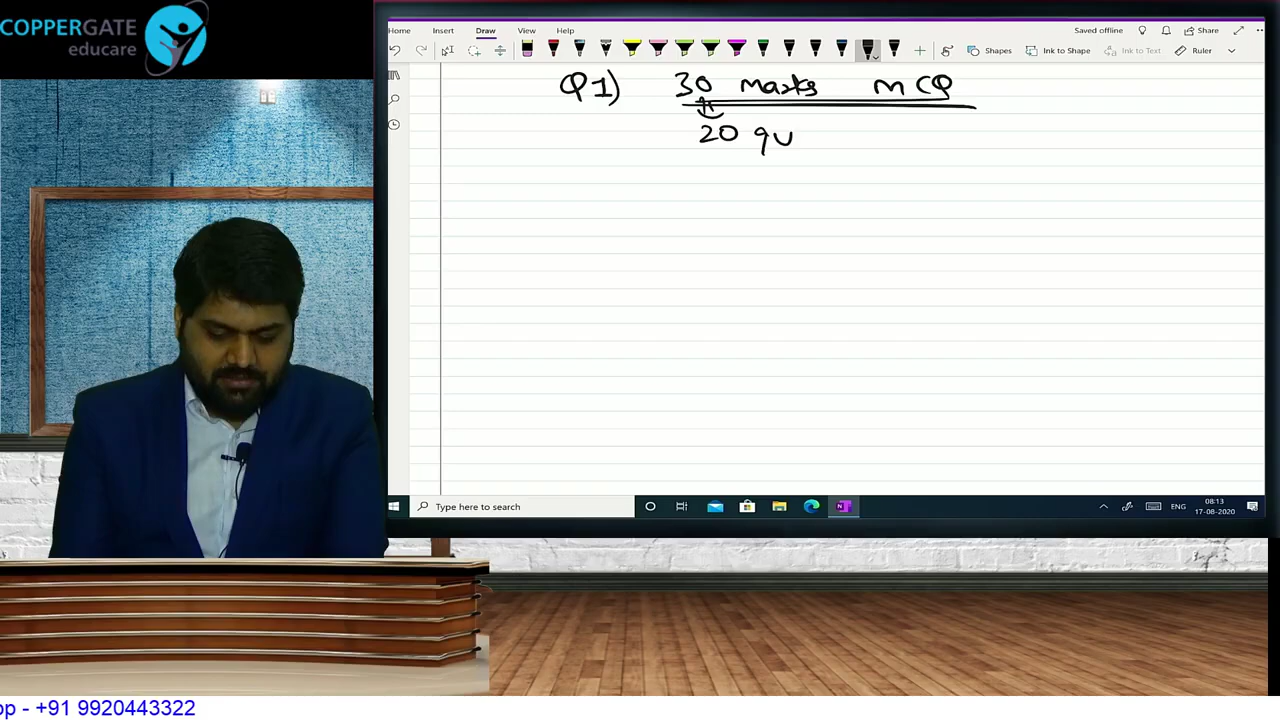 COPPERGATE
educare
Home Insert Draw View Help
Saved offline Share
Shapes Ink to Shape Ink to Text Ruler
Q1) 30 marks MCQ
20 qu
Type here to search
ENG
08:13
17-08-2020
op - +91 9920443322